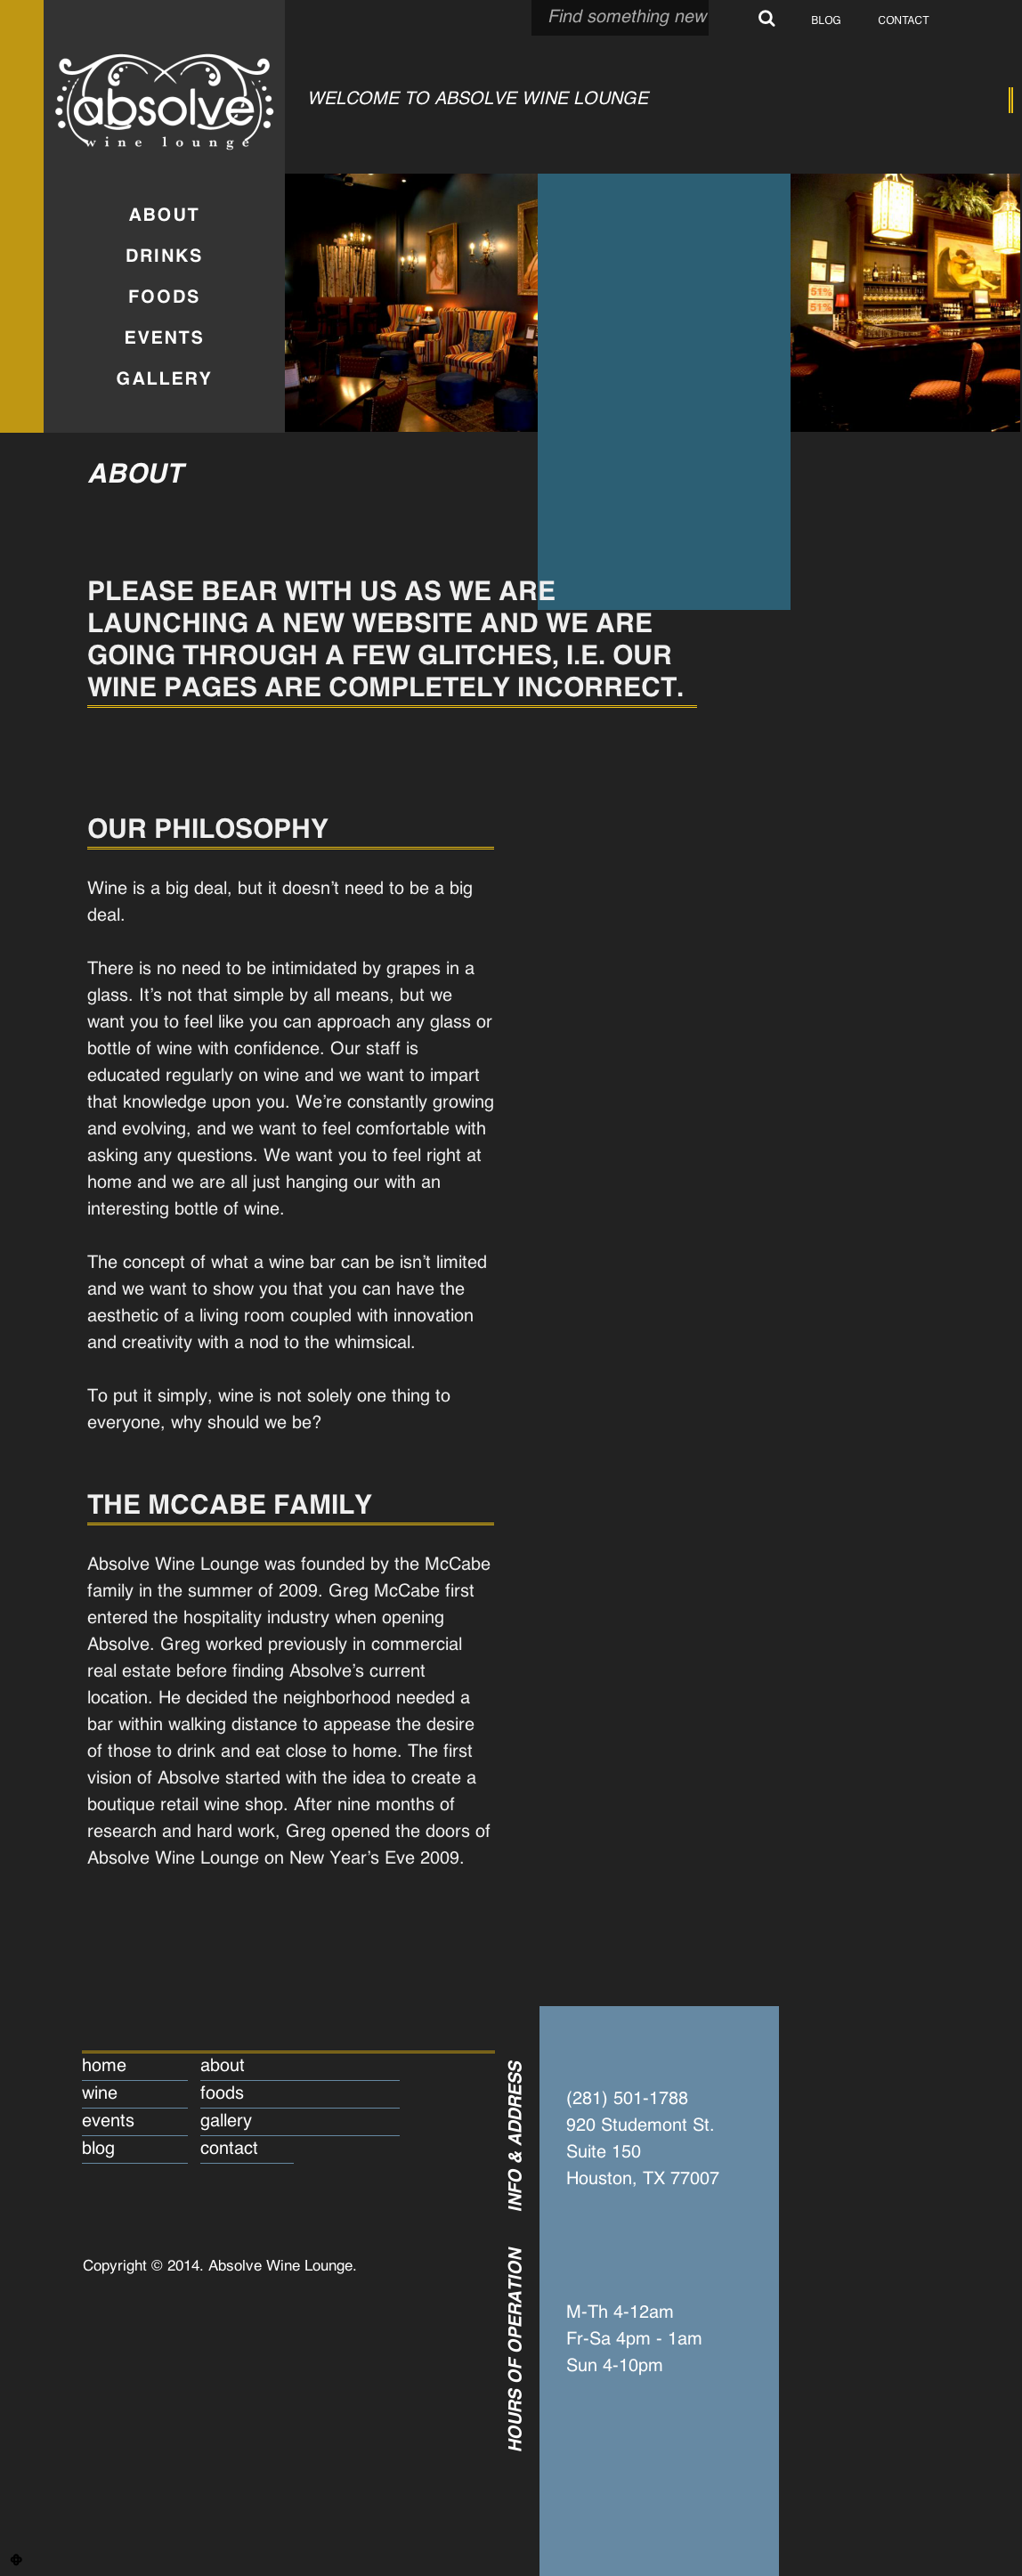 Find something new
BLOG
CONTACT
absolve
wine lounge
WELCOME TO ABSOLVE WINE LOUNGE
ABOUT
DRINKS
FOODS
EVENTS
GALLERY
51%
51%
ABOUT
PLEASE BEAR WITH US AS WE ARE
LAUNCHING A NEW WEBSITE AND WE ARE
GOING THROUGH A FEW GLITCHES, I.E. OUR
WINE PAGES ARE COMPLETELY INCORRECT.
OUR PHILOSOPHY
Wine is a big deal, but it doesn’t need to be a big
deal.
There is no need to be intimidated by grapes in a
glass. It’s not that simple by all means, but we
want you to feel like you can approach any glass or
bottle of wine with confidence. Our staff is
educated regularly on wine and we want to impart
that knowledge upon you. We’re constantly growing
and evolving, and we want to feel comfortable with
asking any questions. We want you to feel right at
home and we are all just hanging our with an
interesting bottle of wine.
The concept of what a wine bar can be isn’t limited
and we want to show you that you can have the
aesthetic of a living room coupled with innovation
and creativity with a nod to the whimsical.
To put it simply, wine is not solely one thing to
everyone, why should we be?
THE MCCABE FAMILY
Absolve Wine Lounge was founded by the McCabe
family in the summer of 2009. Greg McCabe first
entered the hospitality industry when opening
Absolve. Greg worked previously in commercial
real estate before finding Absolve’s current
location. He decided the neighborhood needed a
bar within walking distance to appease the desire
of those to drink and eat close to home. The first
vision of Absolve started with the idea to create a
boutique retail wine shop. After nine months of
research and hard work, Greg opened the doors of
Absolve Wine Lounge on New Year’s Eve 2009.
home about
wine foods
events gallery
blog contact
Copyright © 2014. Absolve Wine Lounge.
INFO & ADDRESS
(281) 501-1788
920 Studemont St.
Suite 150
Houston, TX 77007
HOURS OF OPERATION
M-Th 4-12am
Fr-Sa 4pm - 1am
Sun 4-10pm